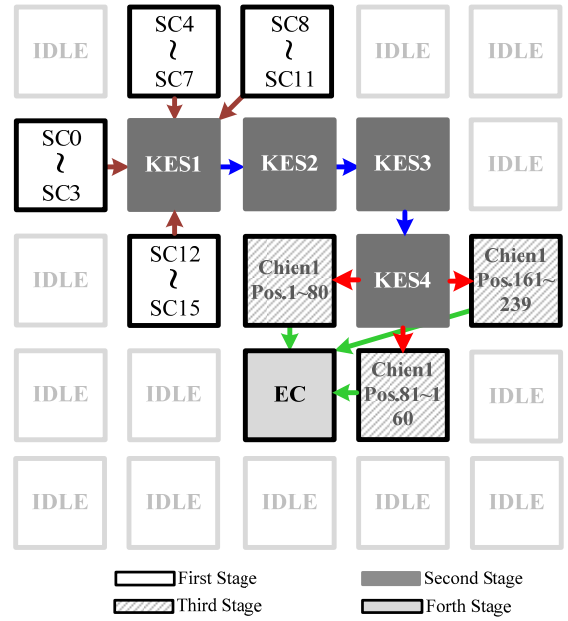 IDLE
SC4
~
SC7
SC8
~
SC11
IDLE
IDLE
SC0
~
SC3
KES1
KES2
KES3
IDLE
IDLE
SC12
~
SC15
Chien1
Pos.1~80
KES4
Chien1
Pos.161~
239
IDLE
IDLE
EC
Chien1
Pos.81~1
60
IDLE
IDLE
IDLE
IDLE
IDLE
IDLE
First Stage
Second Stage
Third Stage
Forth Stage